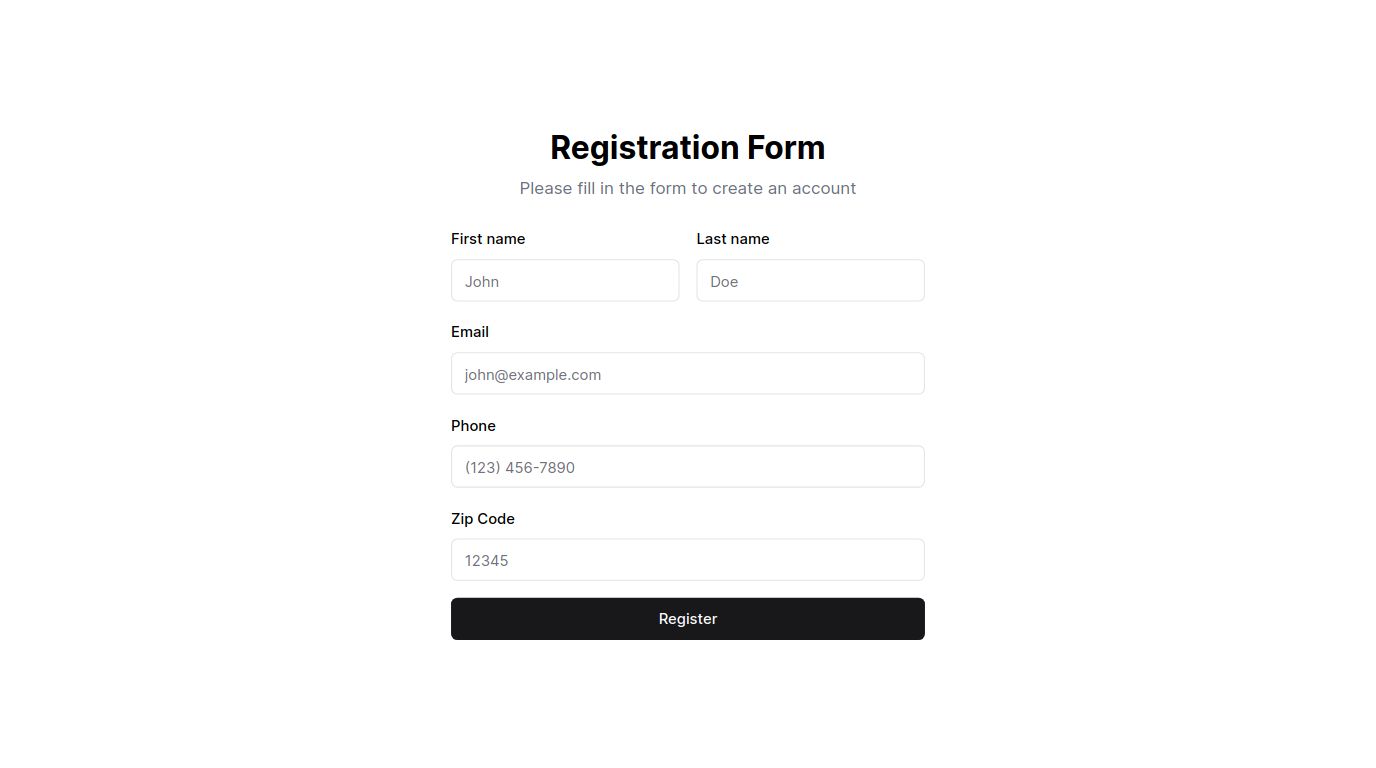 Registration Form
Please fill in the form to create an account
First name
Last name
John
Doe
Email
john@example.com
Phone
(123) 456-7890
Zip Code
12345
Register